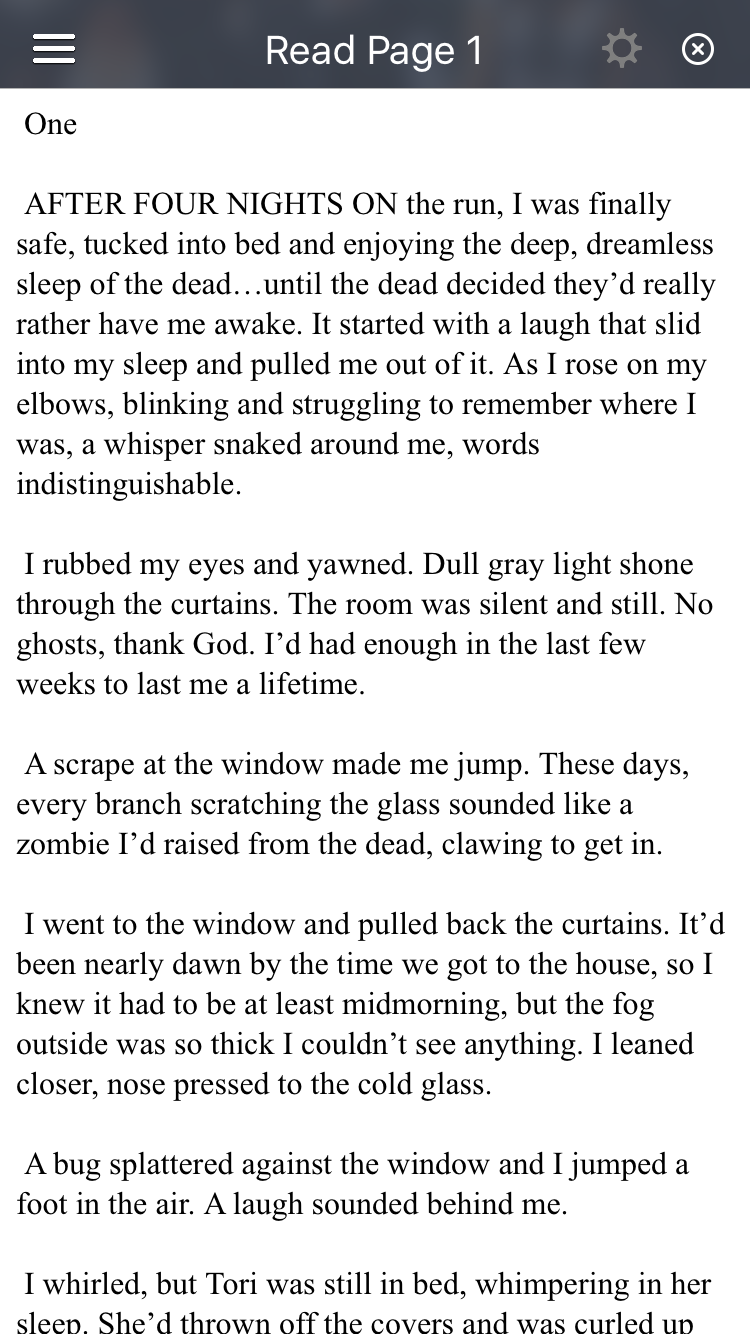 Read Page 1
One
AFTER FOUR NIGHTS ON the run, I was finally
safe, tucked into bed and enjoying the deep, dreamless
sleep of the dead…until the dead decided they’d really
rather have me awake. It started with a laugh that slid
into my sleep and pulled me out of it. As I rose on my
elbows, blinking and struggling to remember where I
was, a whisper snaked around me, words
indistinguishable.
I rubbed my eyes and yawned. Dull gray light shone
through the curtains. The room was silent and still. No
ghosts, thank God. I’d had enough in the last few
weeks to last me a lifetime.
A scrape at the window made me jump. These days,
every branch scratching the glass sounded like a
zombie I’d raised from the dead, clawing to get in.
I went to the window and pulled back the curtains. It’d
been nearly dawn by the time we got to the house, so I
knew it had to be at least midmorning, but the fog
outside was so thick I couldn’t see anything. I leaned
closer, nose pressed to the cold glass.
A bug splattered against the window and I jumped a
foot in the air. A laugh sounded behind me.
I whirled, but Tori was still in bed, whimpering in her
sleep. She’d thrown off the covers and was curled up